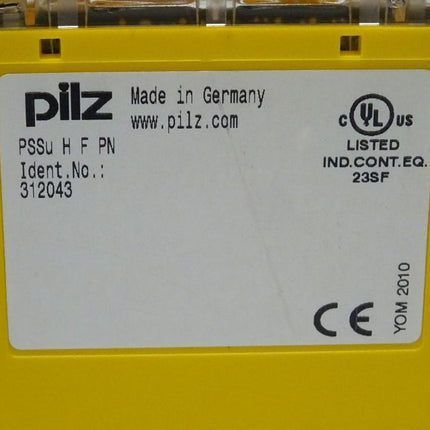 pilz
Made in Germany
www.pilz.com
PSSu H F PN
Ident.No.:
312043
C UL US
LISTED
IND.CONT.EQ.
23SF
CE
YOM 2010